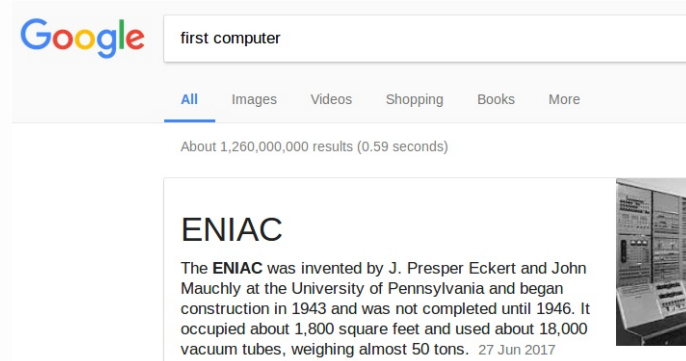 Google
first computer
All Images Videos Shopping Books More
About 1,260,000,000 results (0.59 seconds)
ENIAC
The ENIAC was invented by J. Presper Eckert and John
Mauchly at the University of Pennsylvania and began
construction in 1943 and was not completed until 1946. It
occupied about 1,800 square feet and used about 18,000
vacuum tubes, weighing almost 50 tons. 27 Jun 2017